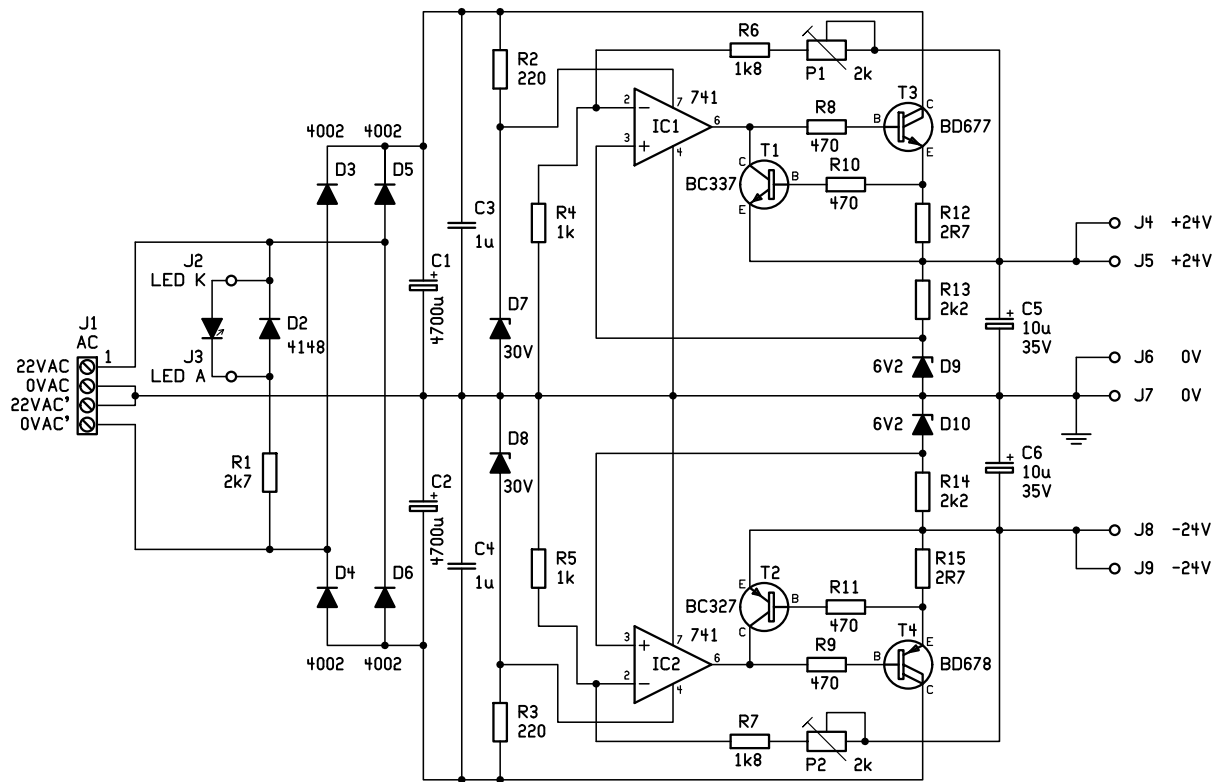 R6
1k8
P1 2k
R2
220
741
7
2
3
IC1
6
4
R8
470
T3
C
B
E
BD677
4002 4002
D3 D5
T1
C
B
E
BC337
R10
470
C3
1u
R4
1k
R12
2R7
J4 +24V
J5 +24V
J2
LED K
C1
+
4700u
D7
30V
R13
2k2
C5
+
10u
35V
D2
4148
J1
AC
1
22VAC
0VAC
22VAC'
0VAC'
J3
LED A
6V2 D9
J6 0V
J7 0V
6V2 D10
D8
30V
R1
2k7
C2
+
4700u
C6
+
10u
35V
R14
2k2
J8 -24V
J9 -24V
C4
1u
R5
1k
R15
2R7
D4 D6
4002 4002
T2
E
B
C
BC327
R11
470
741
7
3
2
IC2
6
4
R9
470
T4
E
B
C
BD678
R3
220
R7
1k8
P2 2k